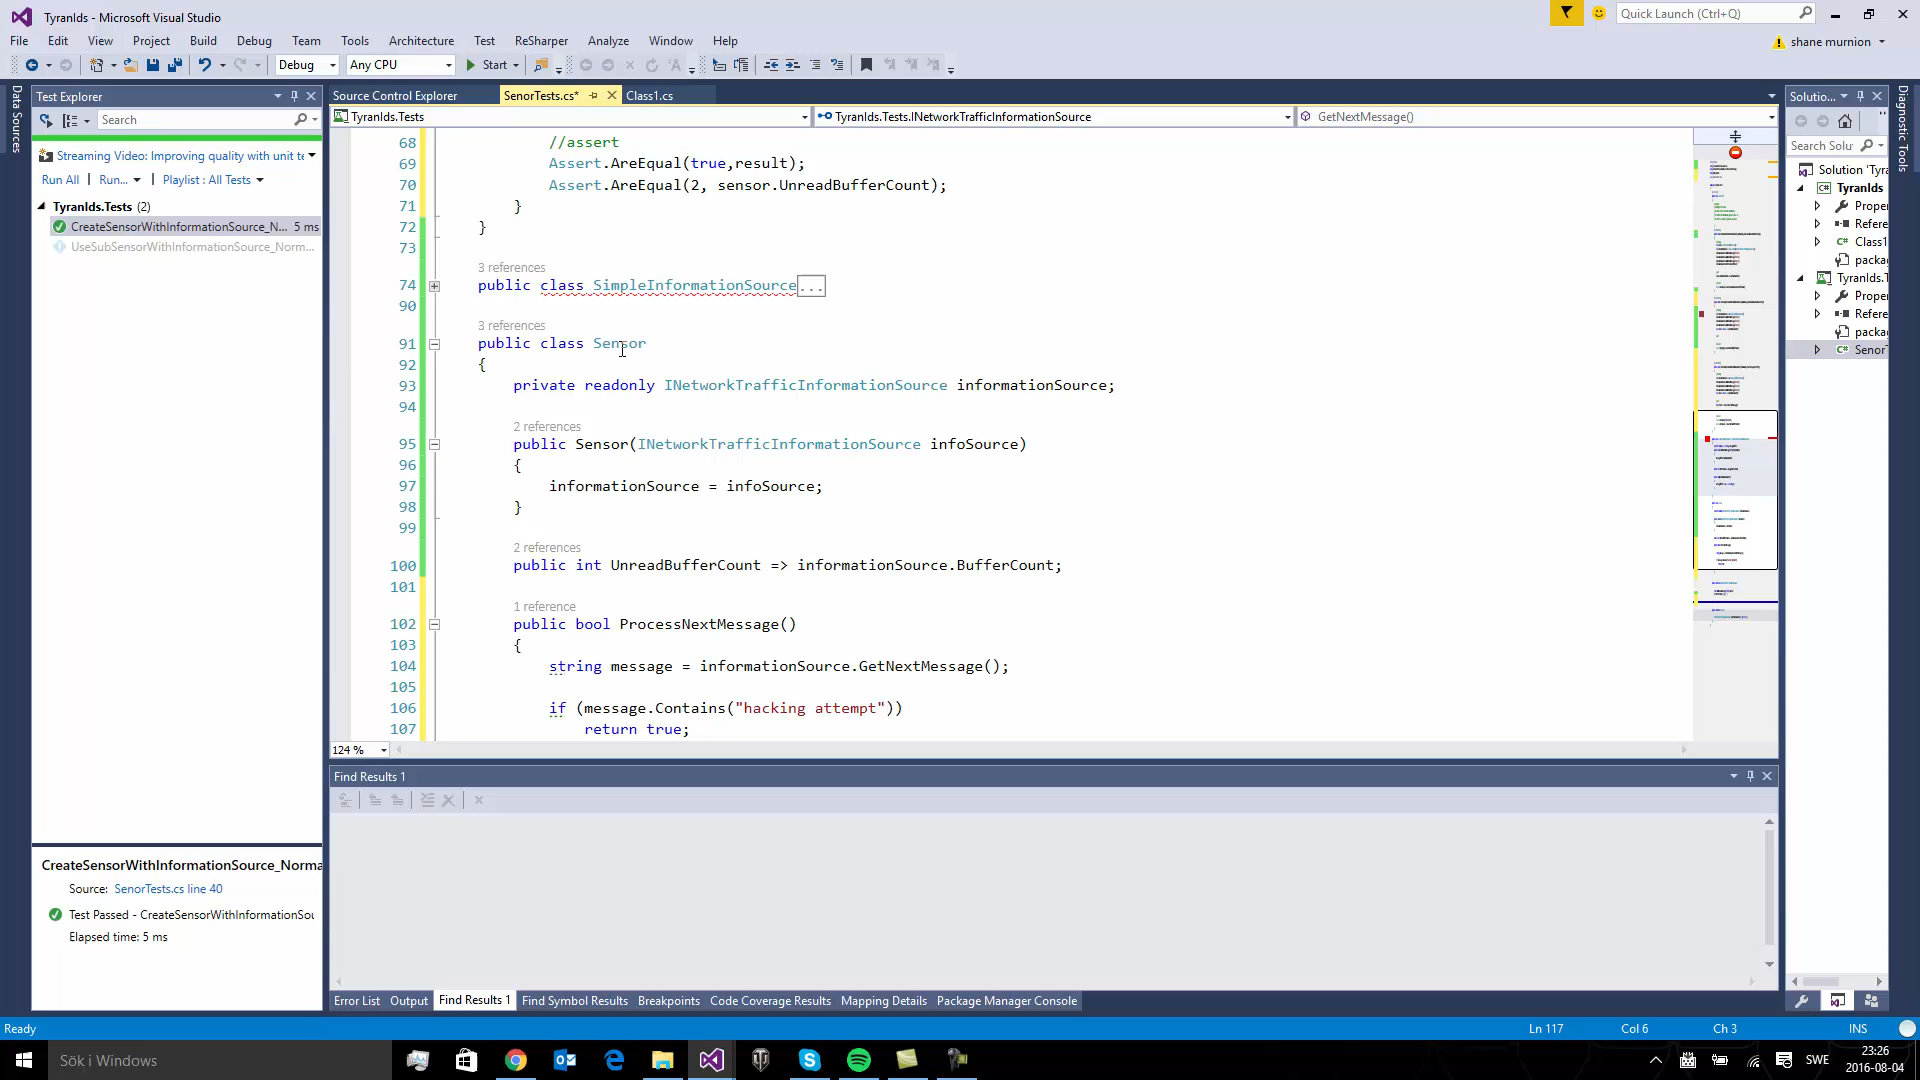 TyranIds - Microsoft Visual Studio
Quick Launch (Ctrl+Q)
File Edit View Project Build Debug Team Tools Architecture Test ReSharper Analyze Window Help
shane murnion
Debug Any CPU Start
Data Sources
Test Explorer
Search
Streaming Video: Improving quality with unit te
Run All Run... Playlist : All Tests
TyranIds.Tests (2)
CreateSensorWithInformationSource_N... 5 ms
UseSubSensorWithInformationSource_Norm...
CreateSensorWithInformationSource_Norma
Source: SenorTests.cs line 40
Test Passed - CreateSensorWithInformationSou
Elapsed time: 5 ms
Source Control Explorer SenorTests.cs* Class1.cs
TyranIds.Tests TyranIds.Tests.INetworkTrafficInformationSource GetNextMessage()
68 //assert
69 Assert.AreEqual(true,result);
70 Assert.AreEqual(2, sensor.UnreadBufferCount);
71 }
72 }
73
3 references
74 public class SimpleInformationSource...
90
3 references
91 public class Sensor
92 {
93 private readonly INetworkTrafficInformationSource informationSource;
94
2 references
95 public Sensor(INetworkTrafficInformationSource infoSource)
96 {
97 informationSource = infoSource;
98 }
99
2 references
100 public int UnreadBufferCount => informationSource.BufferCount;
101
1 reference
102 public bool ProcessNextMessage()
103 {
104 string message = informationSource.GetNextMessage();
105
106 if (message.Contains("hacking attempt"))
107 return true;
124 %
Find Results 1
Error List Output Find Results 1 Find Symbol Results Breakpoints Code Coverage Results Mapping Details Package Manager Console
Solutio...
Search Solu
Solution 'Tyra
TyranIds
Proper
Refere
Class1
packa
TyranIds.T
Proper
Refere
packa
SenorT
Diagnostic Tools
Ready Ln 117 Col 6 Ch 3 INS
Sök i Windows
SWE
23:26
2016-08-04